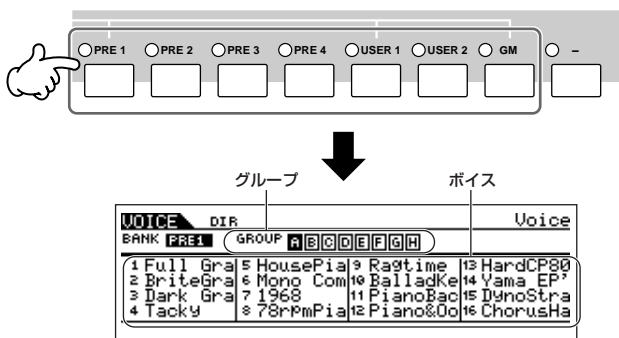 PRE 1 PRE 2 PRE 3 PRE 4 USER 1 USER 2 GM –
グループ ボイス
VOICE DIR Voice
BANK PRE1 GROUP A B C D E F G H
1 Full Gra 5 HousePia 9 Ragtime 13 HardCP80
2 BriteGra 6 Mono Com 10 BalladKe 14 Yama EP'
3 Dark Gra 7 1968 11 PianoBac 15 DynoStra
4 Tacky 8 78rpmPia 12 Piano&Oo 16 ChorusHa